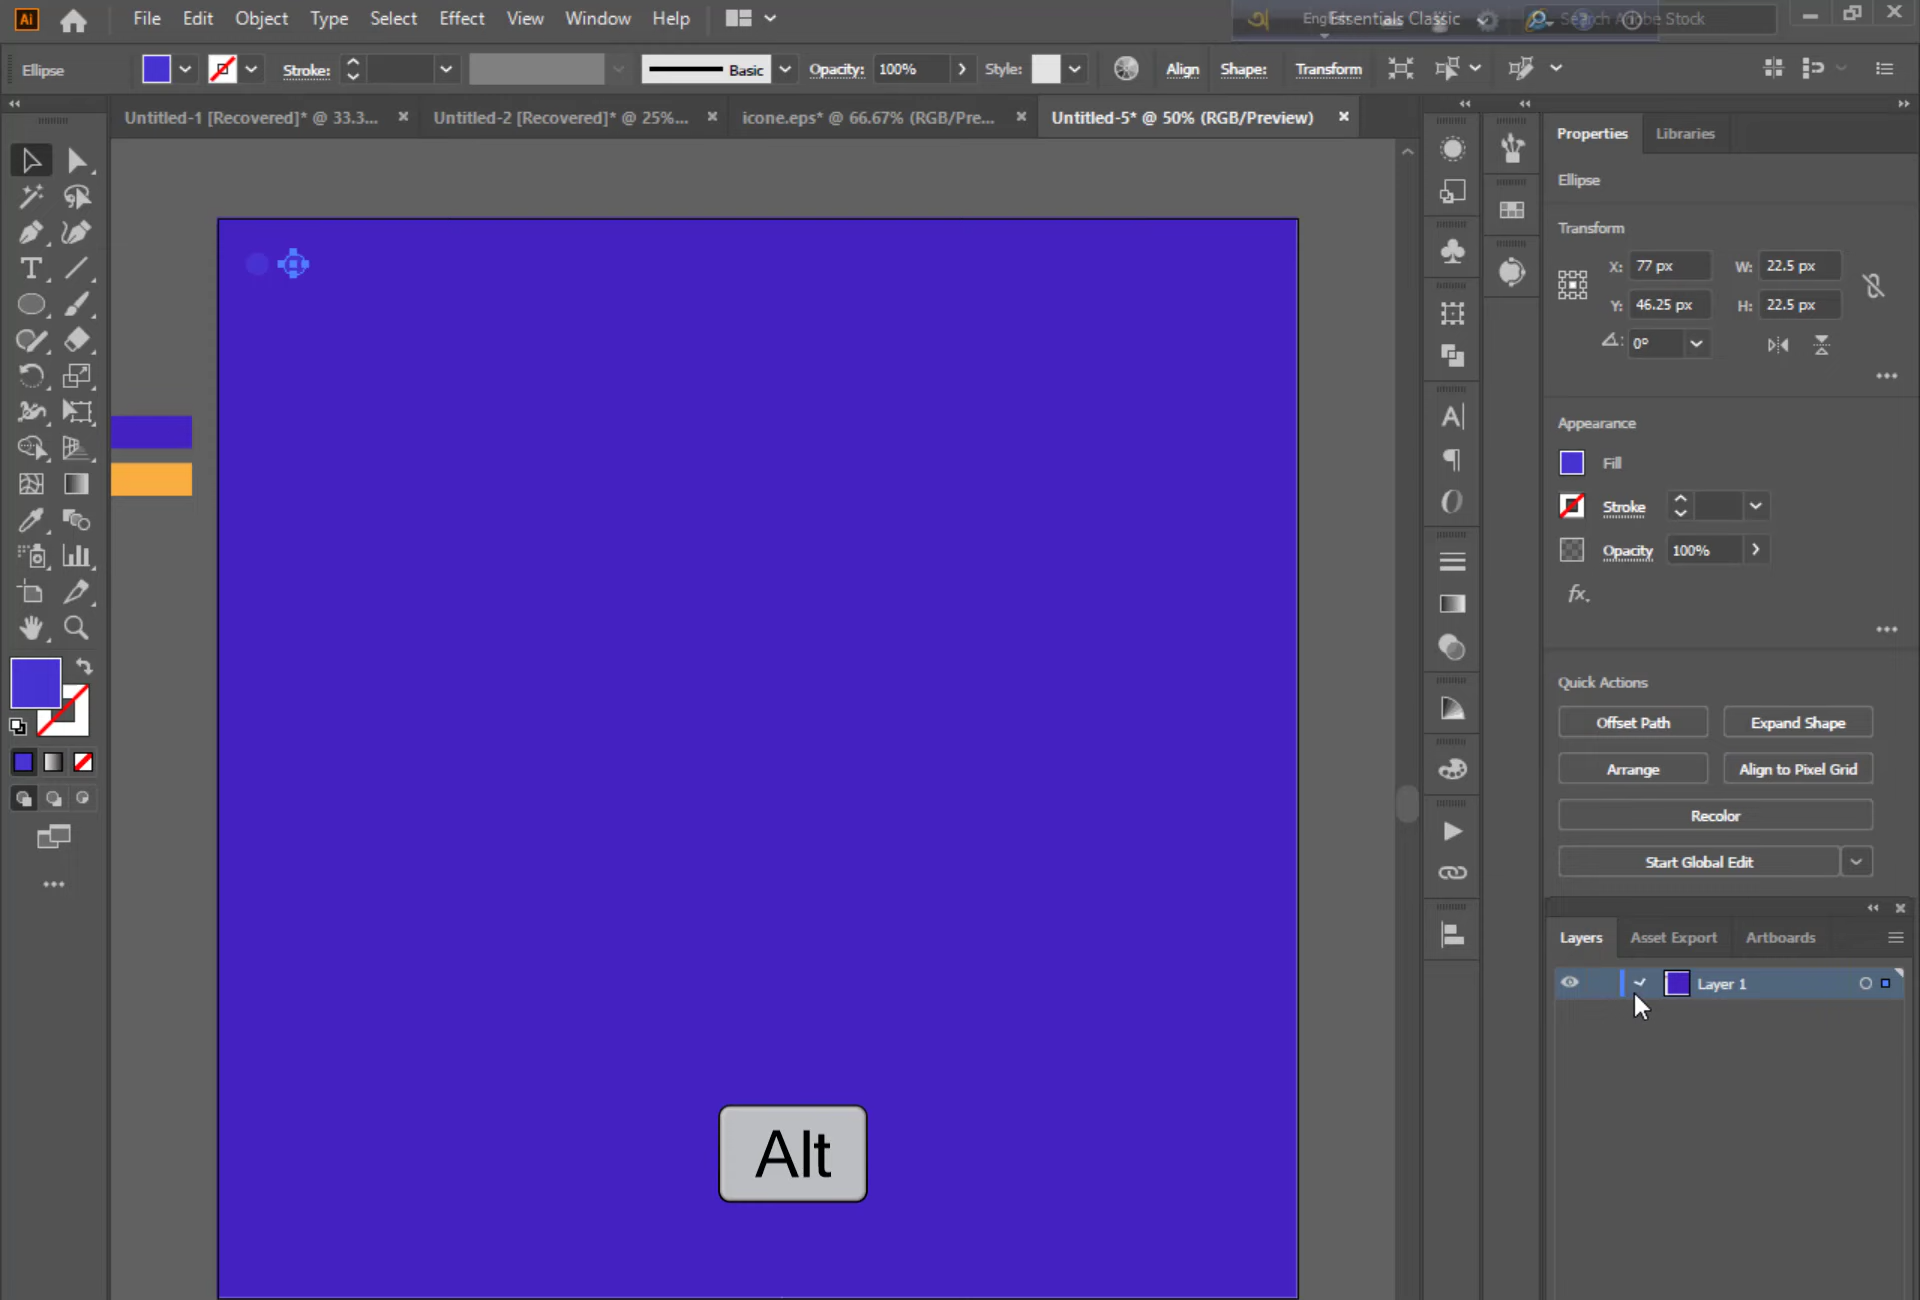 Ai File Edit Object Type Select Effect View Window Help Essentials Classic Search Adobe Stock
Ellipse Stroke: Basic Opacity: 100% Style: Align Shape: Transform
Untitled-1 [Recovered]* @ 33.3... Untitled-2 [Recovered]* @ 25%... icone.eps* @ 66.67% (RGB/Pre... Untitled-5* @ 50% (RGB/Preview)
Properties Libraries
Ellipse
Transform
X: 77 px W: 22.5 px
Y: 46.25 px H: 22.5 px
0°
Appearance
Fill
Stroke
Opacity 100%
fx.
Quick Actions
Offset Path Expand Shape
Arrange Align to Pixel Grid
Recolor
Start Global Edit
Layers Asset Export Artboards
Layer 1
Alt